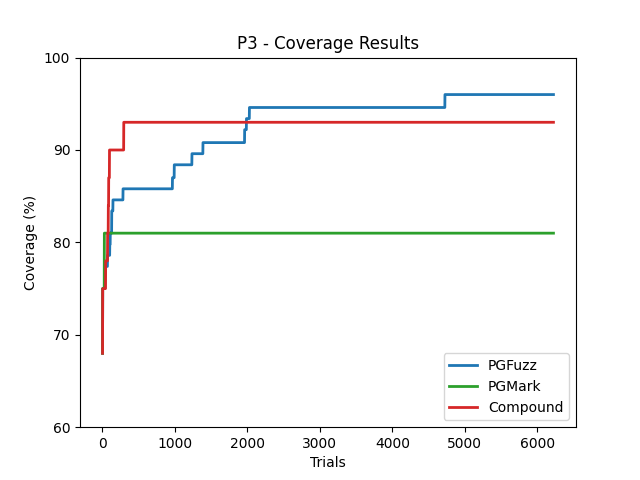 P3 - Coverage Results
Coverage (%)
100
90
80
70
60
0 1000 2000 3000 4000 5000 6000
Trials
PGFuzz
PGMark
Compound